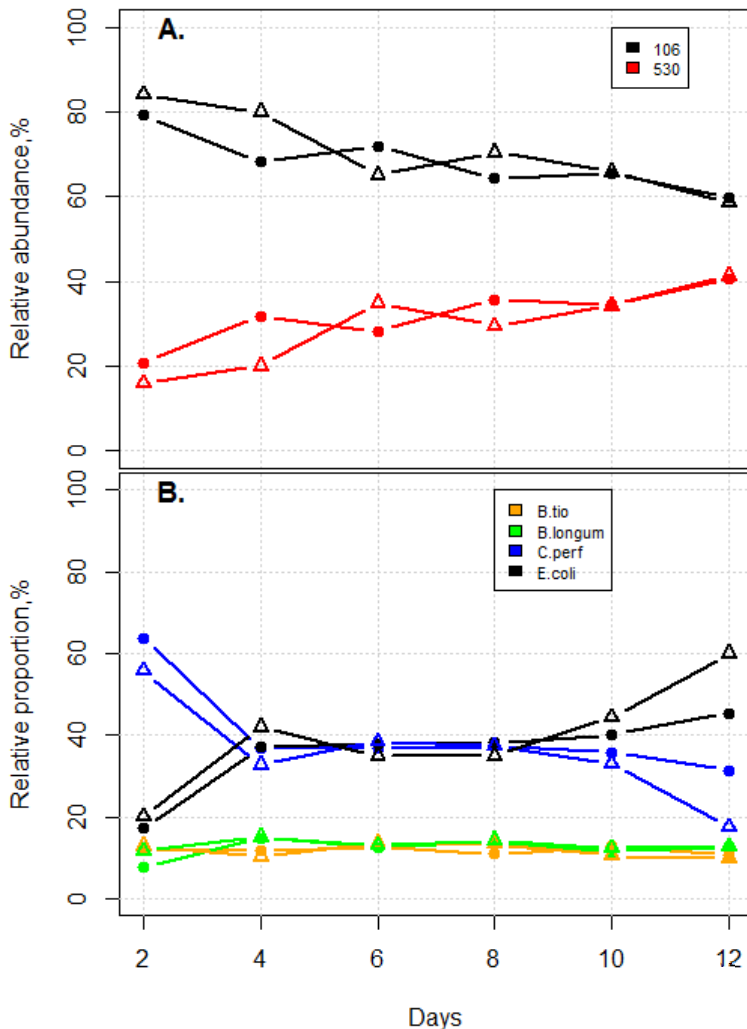 A.
106
530
Relative abundance,%
100
80
60
40
20
0
B.
B.tio
B.longum
C.perf
E.coli
Relative proportion,%
100
80
60
40
20
0
2 4 6 8 10 12
Days